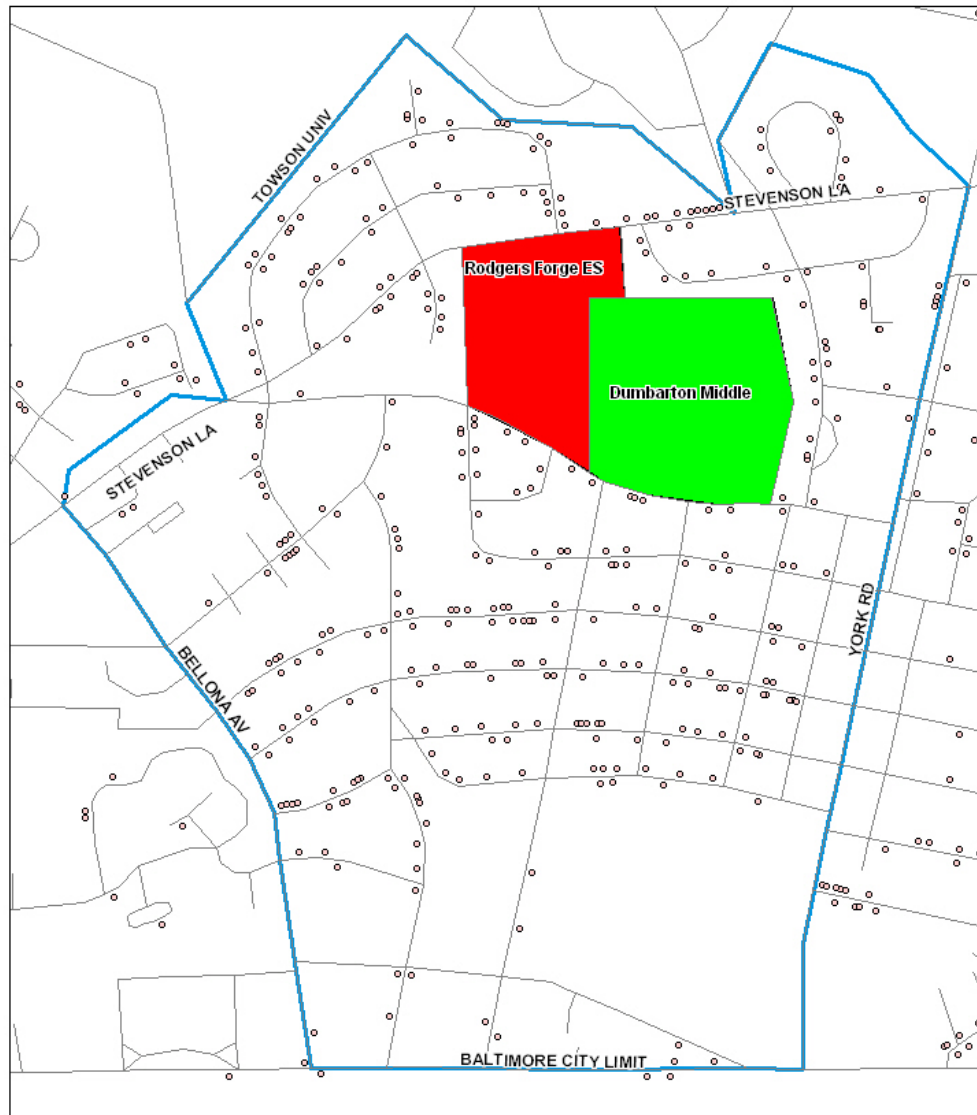 TOWSON UNIV
STEVENSON LA
Rodgers Forge ES
Dumbarton Middle
STEVENSON LA
YORK RD
BELLONA AV
BALTIMORE CITY LIMIT